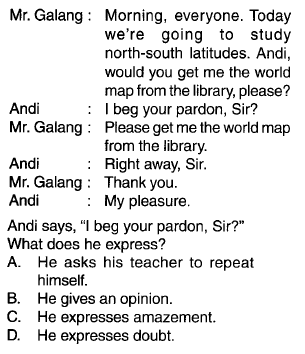 Mr. Galang : Morning, everyone. Today
we're going to study
north-south latitudes. Andi,
would you get me the world
map from the library, please?
Andi : I beg your pardon, Sir?
Mr. Galang : Please get me the world map
from the library.
Andi : Right away, Sir.
Mr. Galang : Thank you.
Andi : My pleasure.
Andi says, "I beg your pardon, Sir?"
What does he express?
A. He asks his teacher to repeat
himself.
B. He gives an opinion.
C. He expresses amazement.
D. He expresses doubt.